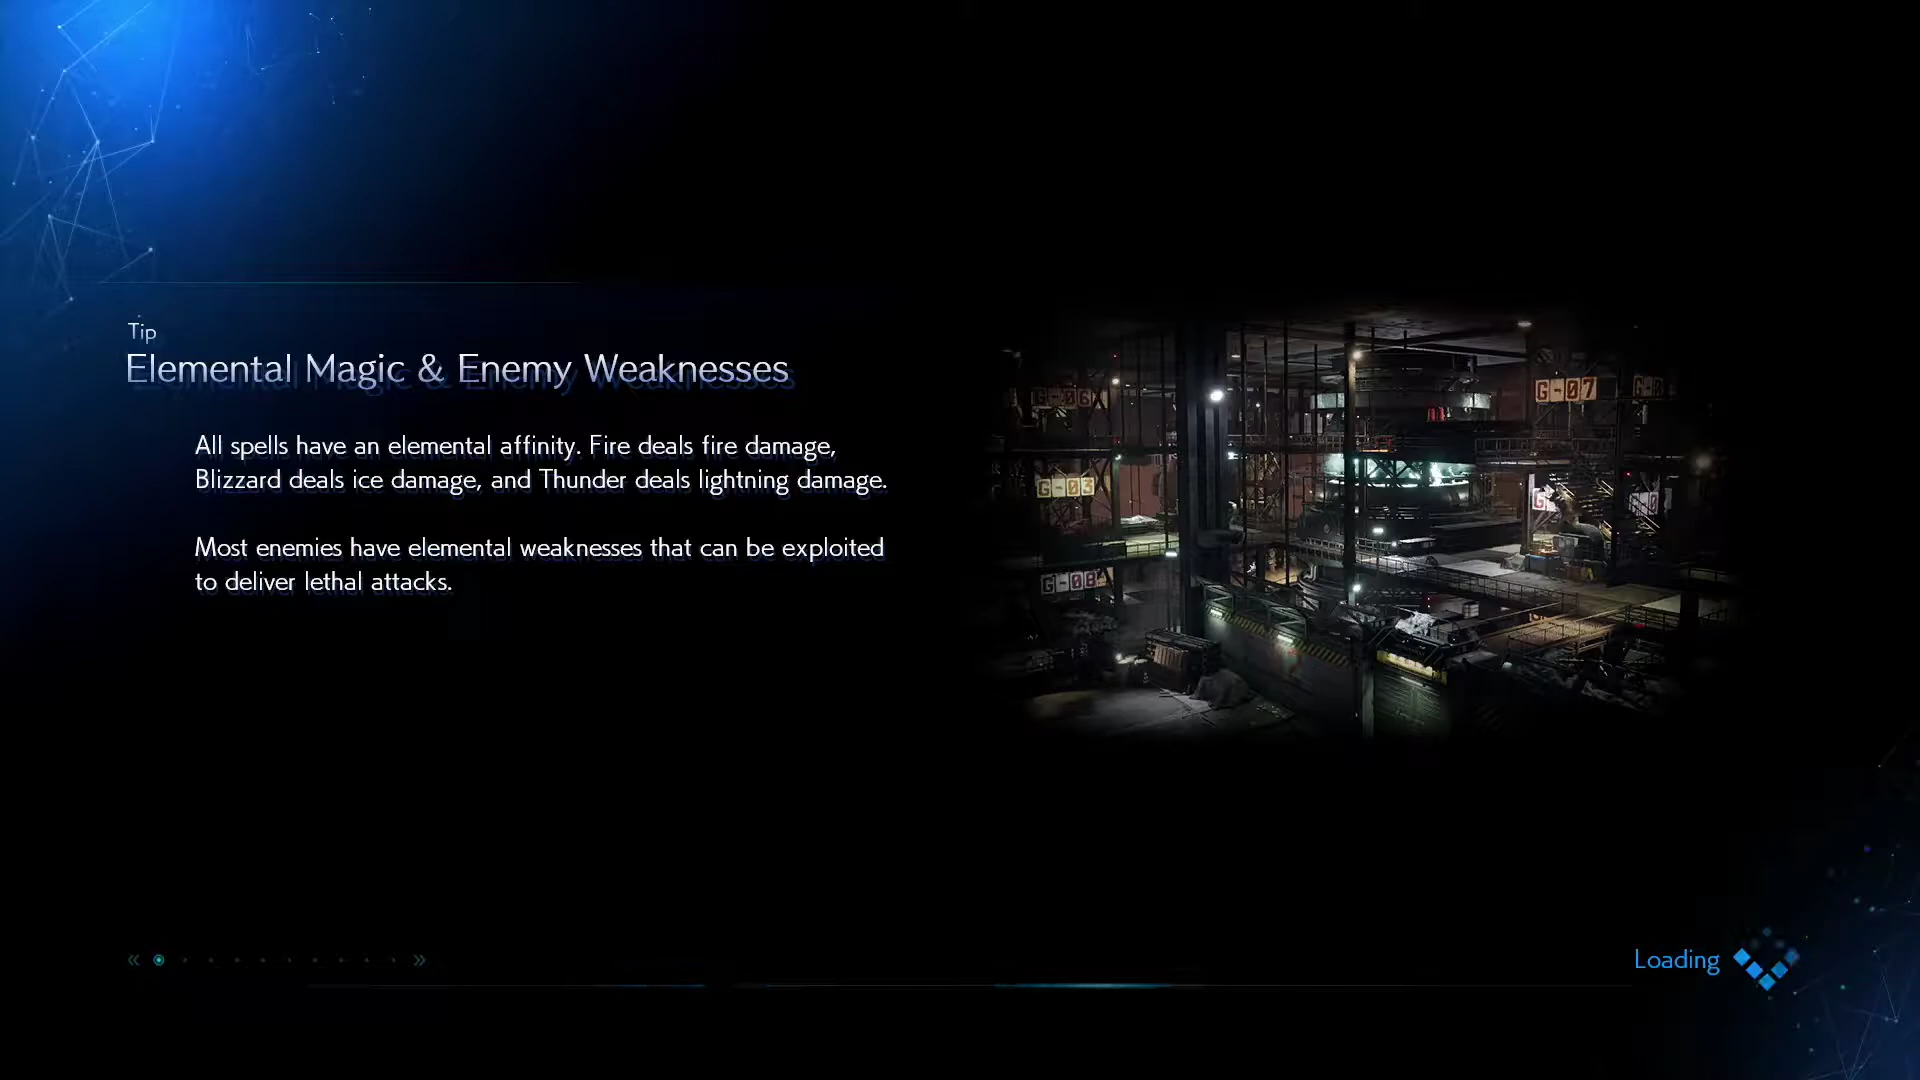 Tip
Elemental Magic & Enemy Weaknesses
All spells have an elemental affinity. Fire deals fire damage,
Blizzard deals ice damage, and Thunder deals lightning damage.
Most enemies have elemental weaknesses that can be exploited
to deliver lethal attacks.
G-06
G-07
G-03
G-08
Loading